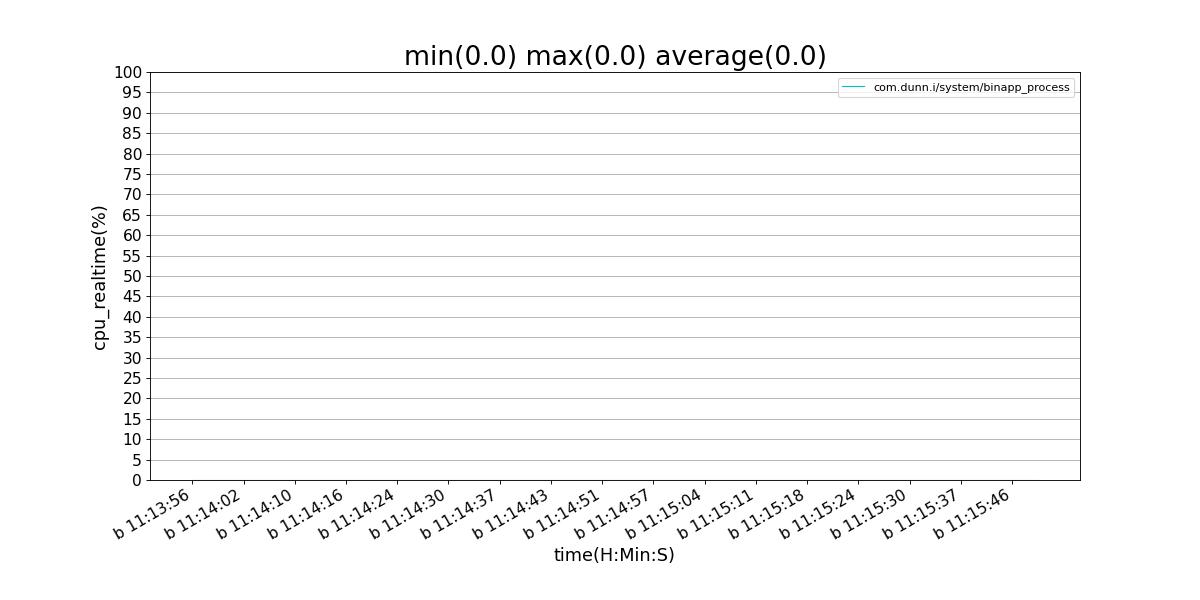 min(0.0) max(0.0) average(0.0)
com.dunn.i/system/binapp_process
100
95
90
85
80
75
70
65
60
55
50
45
40
35
30
25
20
15
10
5
0
cpu_realtime(%)
b 11:13:56
b 11:14:02
b 11:14:10
b 11:14:16
b 11:14:24
b 11:14:30
b 11:14:37
b 11:14:43
b 11:14:51
b 11:14:57
b 11:15:04
b 11:15:11
b 11:15:18
b 11:15:24
b 11:15:30
b 11:15:37
b 11:15:46
time(H:Min:S)